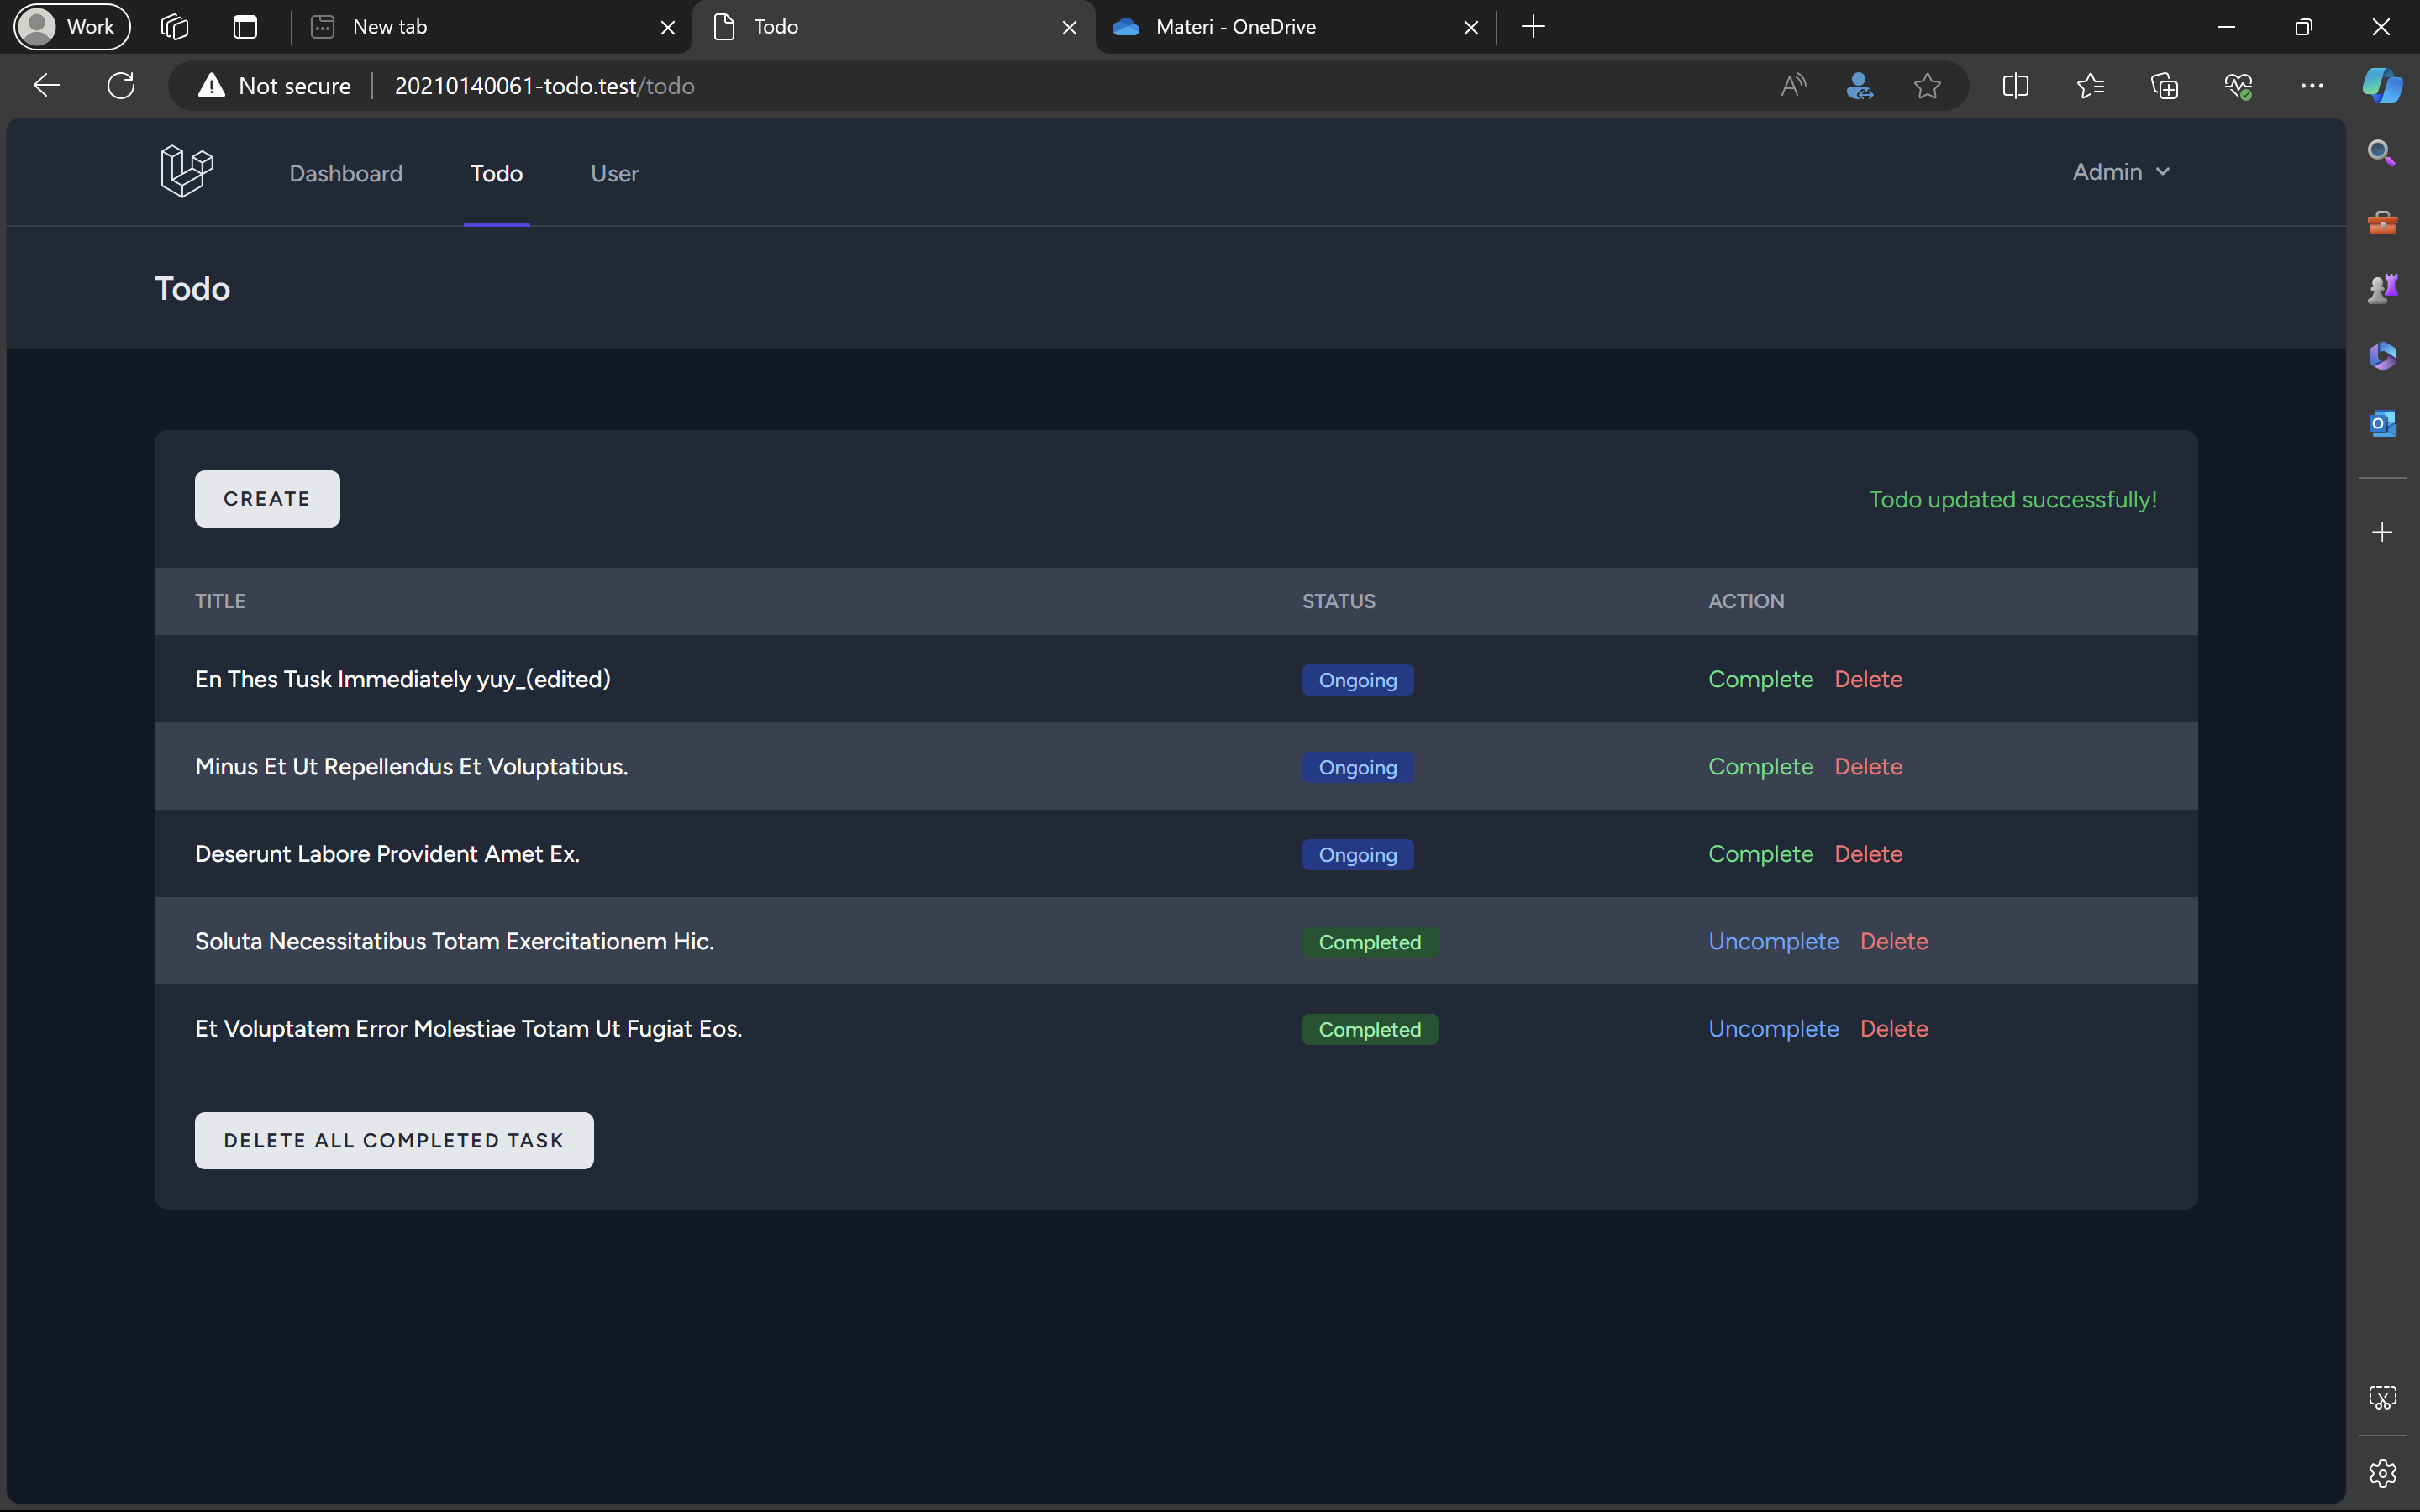 Work New tab Todo Materi - OneDrive
Not secure 20210140061-todo.test/todo
Dashboard Todo User Admin
Todo
CREATE Todo updated successfully!
TITLE STATUS ACTION
En Thes Tusk Immediately yuy_(edited) Ongoing Complete Delete
Minus Et Ut Repellendus Et Voluptatibus. Ongoing Complete Delete
Deserunt Labore Provident Amet Ex. Ongoing Complete Delete
Soluta Necessitatibus Totam Exercitationem Hic. Completed Uncomplete Delete
Et Voluptatem Error Molestiae Totam Ut Fugiat Eos. Completed Uncomplete Delete
DELETE ALL COMPLETED TASK